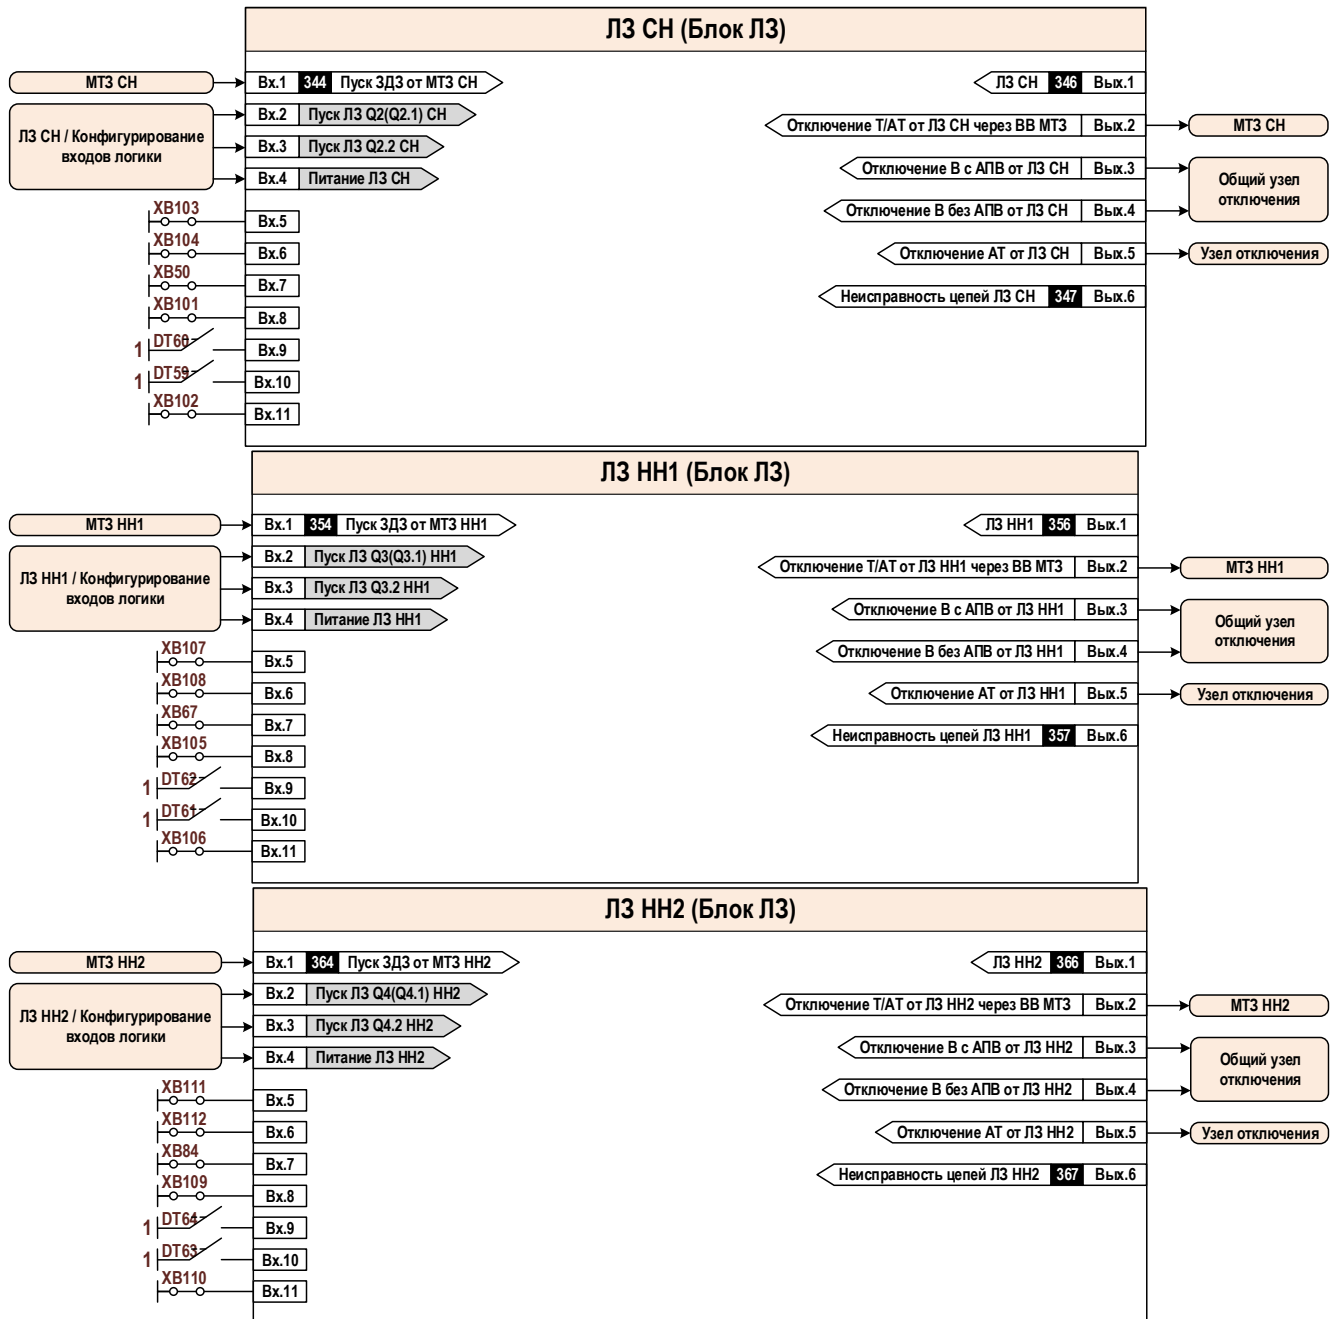 ЛЗ СН (Блок ЛЗ)
МТЗ СН
Вх.1 344 Пуск ЗДЗ от МТЗ СН
ЛЗ СН 346 Вых.1
ЛЗ СН / Конфигурирование
входов логики
Вх.2 Пуск ЛЗ Q2(Q2.1) СН
Отключение Т/АТ от ЛЗ СН через ВВ МТЗ Вых.2
МТЗ СН
Вх.3 Пуск ЛЗ Q2.2 СН
Отключение В с АПВ от ЛЗ СН Вых.3
Общий узел
отключения
Вх.4 Питание ЛЗ СН
Отключение В без АПВ от ЛЗ СН Вых.4
XB103
Вх.5
XB104
Вх.6
Отключение АТ от ЛЗ СН Вых.5
Узел отключения
XB50
Вх.7
Неисправность цепей ЛЗ СН 347 Вых.6
XB101
Вх.8
1 DT60
Вх.9
1 DT59
Вх.10
XB102
Вх.11
ЛЗ НН1 (Блок ЛЗ)
МТЗ НН1
Вх.1 354 Пуск ЗДЗ от МТЗ НН1
ЛЗ НН1 356 Вых.1
ЛЗ НН1 / Конфигурирование
входов логики
Вх.2 Пуск ЛЗ Q3(Q3.1) НН1
Отключение Т/АТ от ЛЗ НН1 через ВВ МТЗ Вых.2
МТЗ НН1
Вх.3 Пуск ЛЗ Q3.2 НН1
Отключение В с АПВ от ЛЗ НН1 Вых.3
Общий узел
отключения
Вх.4 Питание ЛЗ НН1
Отключение В без АПВ от ЛЗ НН1 Вых.4
XB107
Вх.5
XB108
Вх.6
Отключение АТ от ЛЗ НН1 Вых.5
Узел отключения
XB67
Вх.7
Неисправность цепей ЛЗ НН1 357 Вых.6
XB105
Вх.8
1 DT62
Вх.9
1 DT61
Вх.10
XB106
Вх.11
ЛЗ НН2 (Блок ЛЗ)
МТЗ НН2
Вх.1 364 Пуск ЗДЗ от МТЗ НН2
ЛЗ НН2 366 Вых.1
ЛЗ НН2 / Конфигурирование
входов логики
Вх.2 Пуск ЛЗ Q4(Q4.1) НН2
Отключение Т/АТ от ЛЗ НН2 через ВВ МТЗ Вых.2
МТЗ НН2
Вх.3 Пуск ЛЗ Q4.2 НН2
Отключение В с АПВ от ЛЗ НН2 Вых.3
Общий узел
отключения
Вх.4 Питание ЛЗ НН2
Отключение В без АПВ от ЛЗ НН2 Вых.4
XB111
Вх.5
XB112
Вх.6
Отключение АТ от ЛЗ НН2 Вых.5
Узел отключения
XB84
Вх.7
Неисправность цепей ЛЗ НН2 367 Вых.6
XB109
Вх.8
1 DT64
Вх.9
1 DT63
Вх.10
XB110
Вх.11